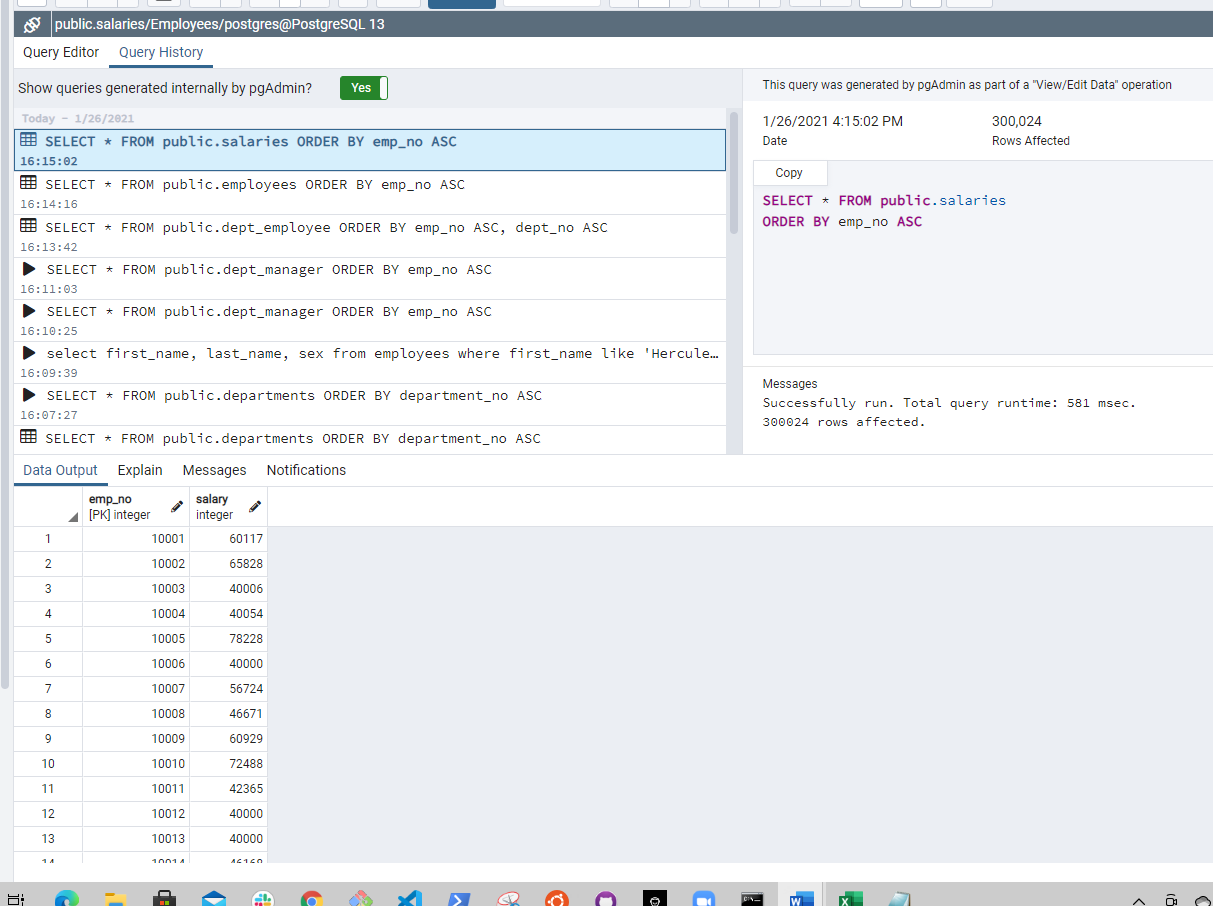 public.salaries/Employees/postgres@PostgreSQL 13
Query Editor Query History
Show queries generated internally by pgAdmin? Yes
Today - 1/26/2021
SELECT * FROM public.salaries ORDER BY emp_no ASC
16:15:02
SELECT * FROM public.employees ORDER BY emp_no ASC
16:14:16
SELECT * FROM public.dept_employee ORDER BY emp_no ASC, dept_no ASC
16:13:42
SELECT * FROM public.dept_manager ORDER BY emp_no ASC
16:11:03
SELECT * FROM public.dept_manager ORDER BY emp_no ASC
16:10:25
select first_name, last_name, sex from employees where first_name like 'Hercule…
16:09:39
SELECT * FROM public.departments ORDER BY department_no ASC
16:07:27
SELECT * FROM public.departments ORDER BY department_no ASC
This query was generated by pgAdmin as part of a "View/Edit Data" operation
1/26/2021 4:15:02 PM 300,024
Date Rows Affected
Copy
SELECT * FROM public.salaries
ORDER BY emp_no ASC
Messages
Successfully run. Total query runtime: 581 msec.
300024 rows affected.
Data Output Explain Messages Notifications
emp_no salary
[PK] integer integer
1 10001 60117
2 10002 65828
3 10003 40006
4 10004 40054
5 10005 78228
6 10006 40000
7 10007 56724
8 10008 46671
9 10009 60929
10 10010 72488
11 10011 42365
12 10012 40000
13 10013 40000
14 10014 46168